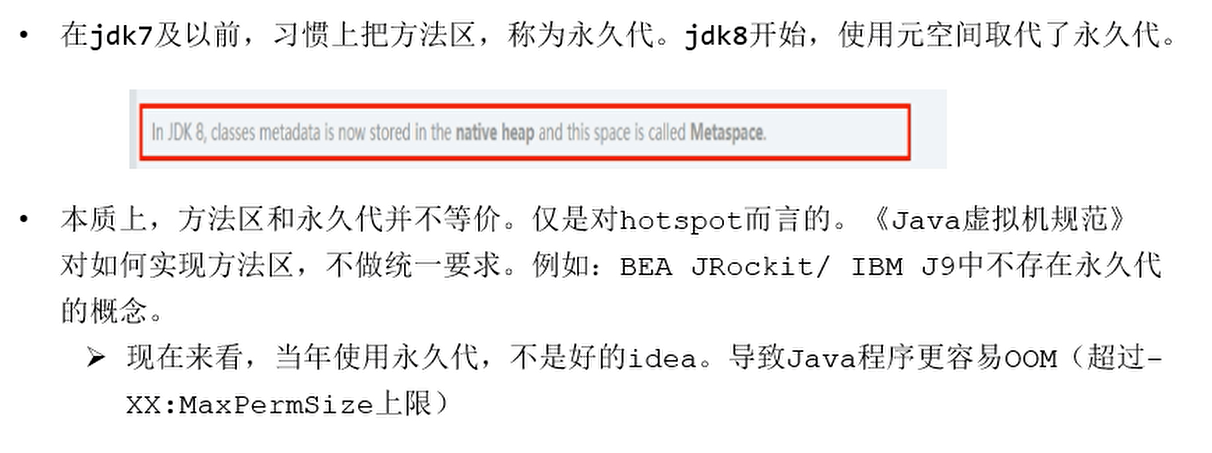 • 在jdk7及以前，习惯上把方法区，称为永久代。jdk8开始，使用元空间取代了永久代。
In JDK 8, classes metadata is now stored in the native heap and this space is called Metaspace.
• 本质上，方法区和永久代并不等价。仅是对hotspot而言的。《Java虚拟机规范》
对如何实现方法区，不做统一要求。例如：BEA JRockit/ IBM J9中不存在永久代
的概念。
➢ 现在来看，当年使用永久代，不是好的idea。导致Java程序更容易OOM（超过-
XX:MaxPermSize上限）